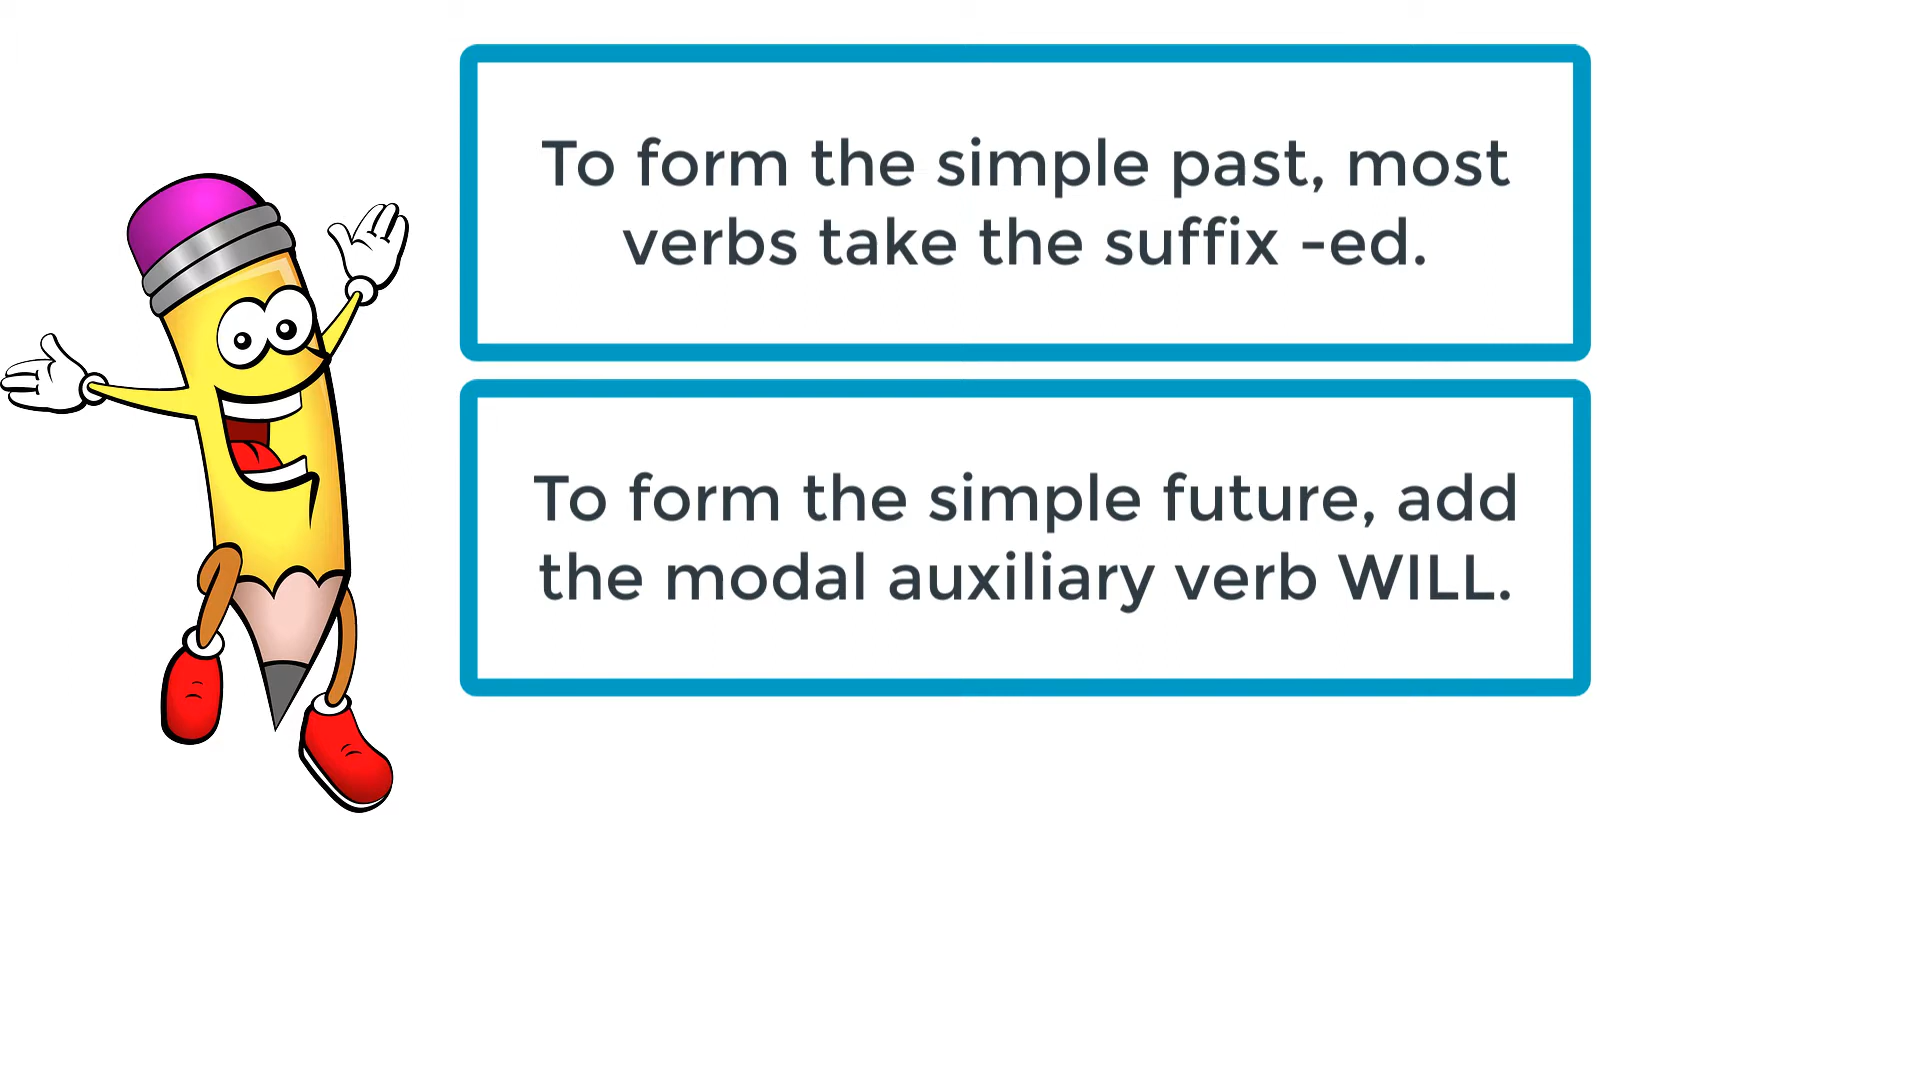 To form the simple past, most
verbs take the suffix -ed.
To form the simple future, add
the modal auxiliary verb WILL.